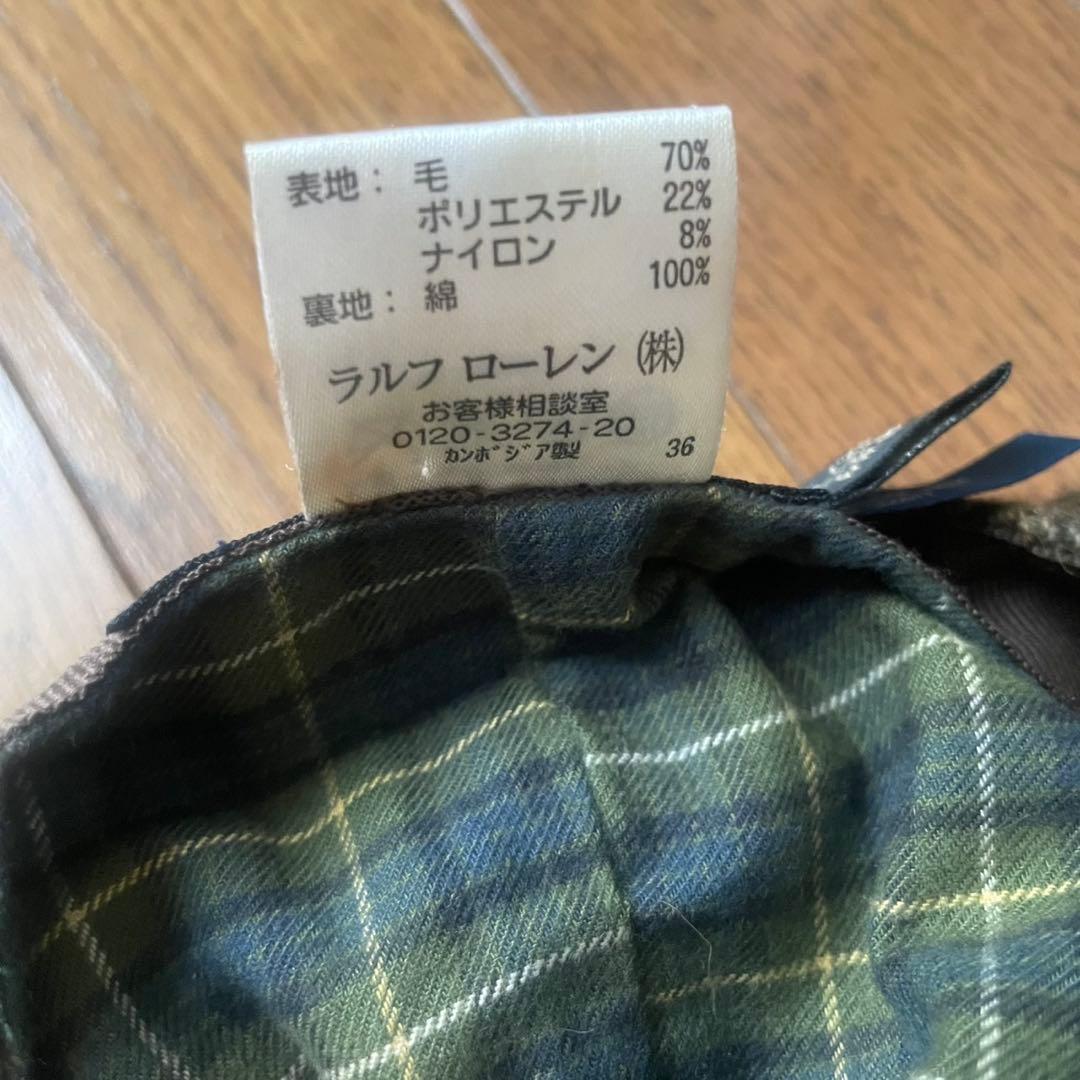 表地： 毛 70%
ポリエステル 22%
ナイロン 8%
裏地： 綿 100%
ラルフ ローレン ㈱
お客様相談室
0120-3274-20
ｶﾝﾎﾞｼﾞｱ製 36